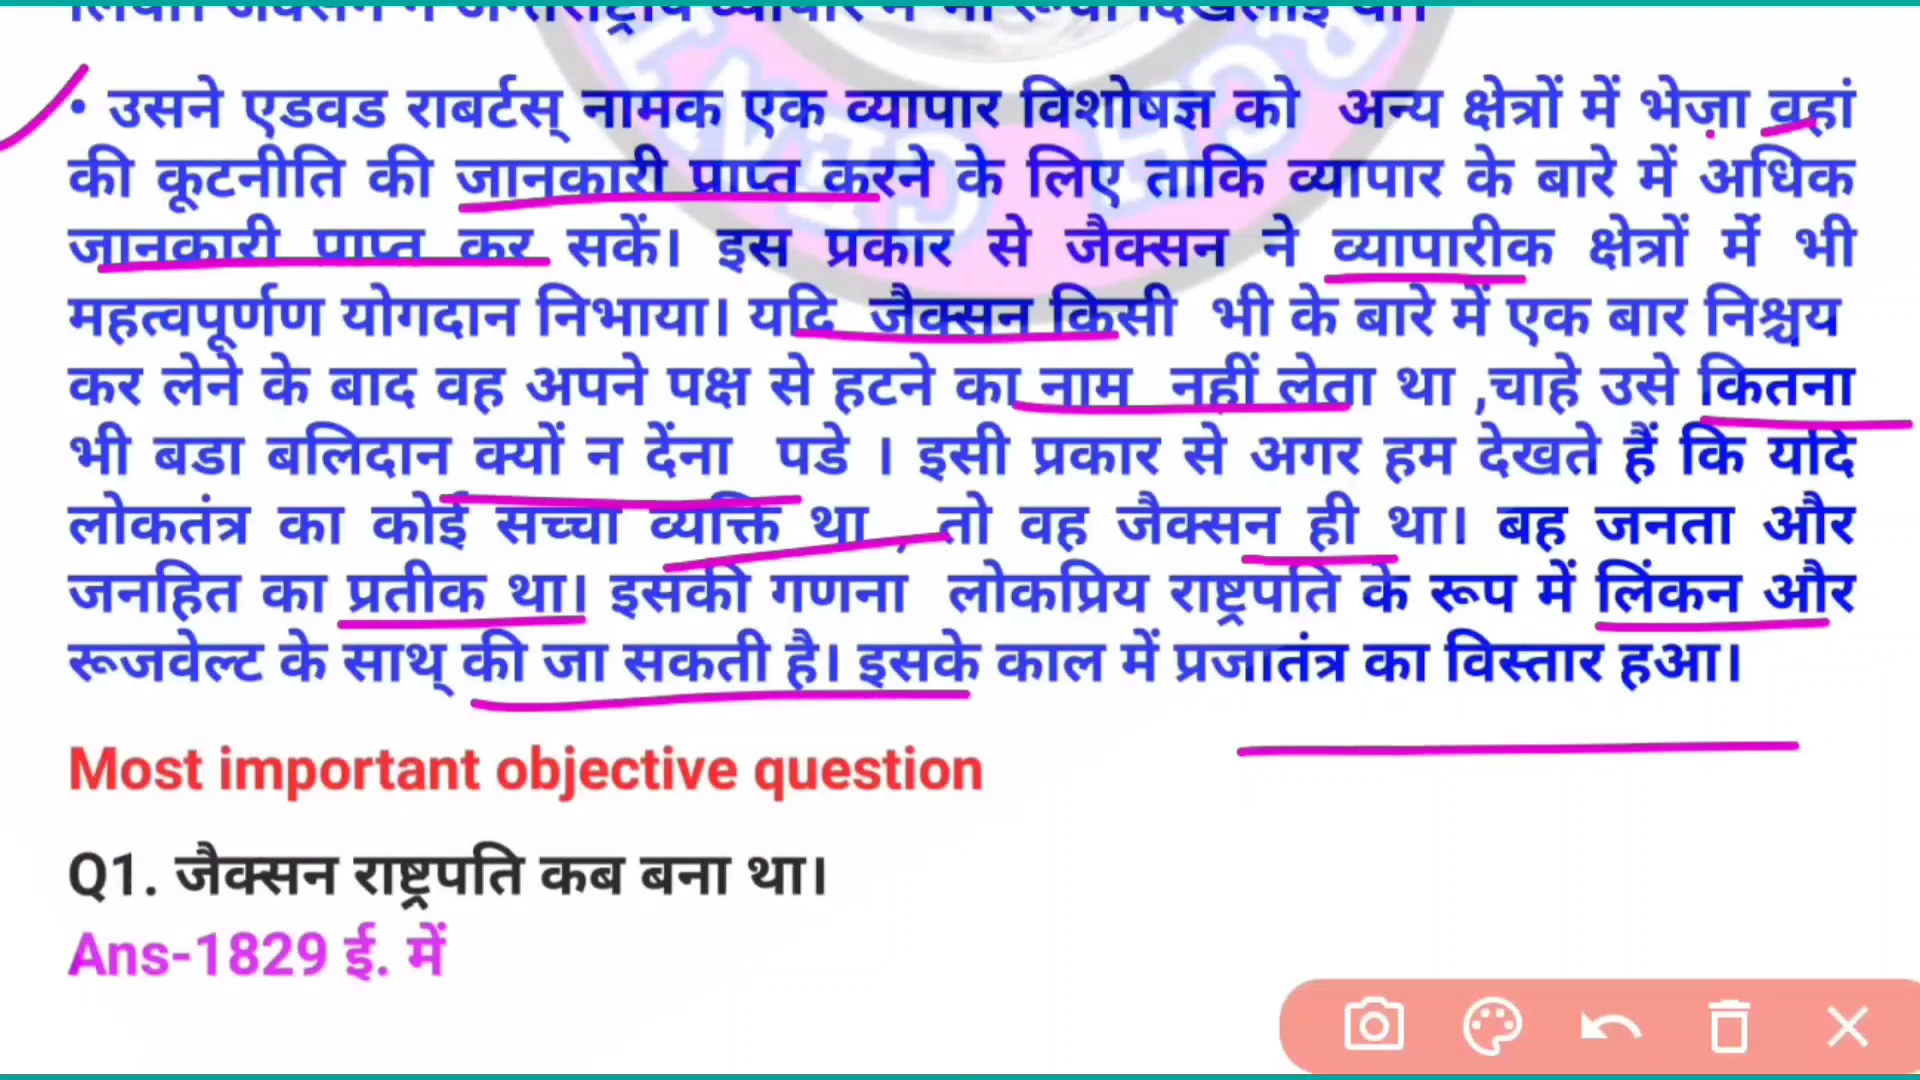 • उसने एडवड राबर्टस् नामक एक व्यापार विशोषज्ञ को अन्य क्षेत्रों में भेजा वहां
की कूटनीति की जानकारी प्राप्त करने के लिए ताकि व्यापार के बारे में अधिक
जानकारी प्राप्त कर सकें। इस प्रकार से जैक्सन ने व्यापारीक क्षेत्रों में भी
महत्वपूर्णण योगदान निभाया। यदि जैक्सन किसी भी के बारे में एक बार निश्चय
कर लेने के बाद वह अपने पक्ष से हटने का नाम नहीं लेता था ,चाहे उसे कितना
भी बडा बलिदान क्यों न देंना पडे । इसी प्रकार से अगर हम देखते हैं कि यदि
लोकतंत्र का कोई सच्चा व्यक्ति था , तो वह जैक्सन ही था। बह जनता और
जनहित का प्रतीक था। इसकी गणना लोकप्रिय राष्ट्रपति के रूप में लिंकन और
रूजवेल्ट के साथ् की जा सकती है। इसके काल में प्रजातंत्र का विस्तार हआ।
Most important objective question
Q1. जैक्सन राष्ट्रपति कब बना था।
Ans-1829 ई. में